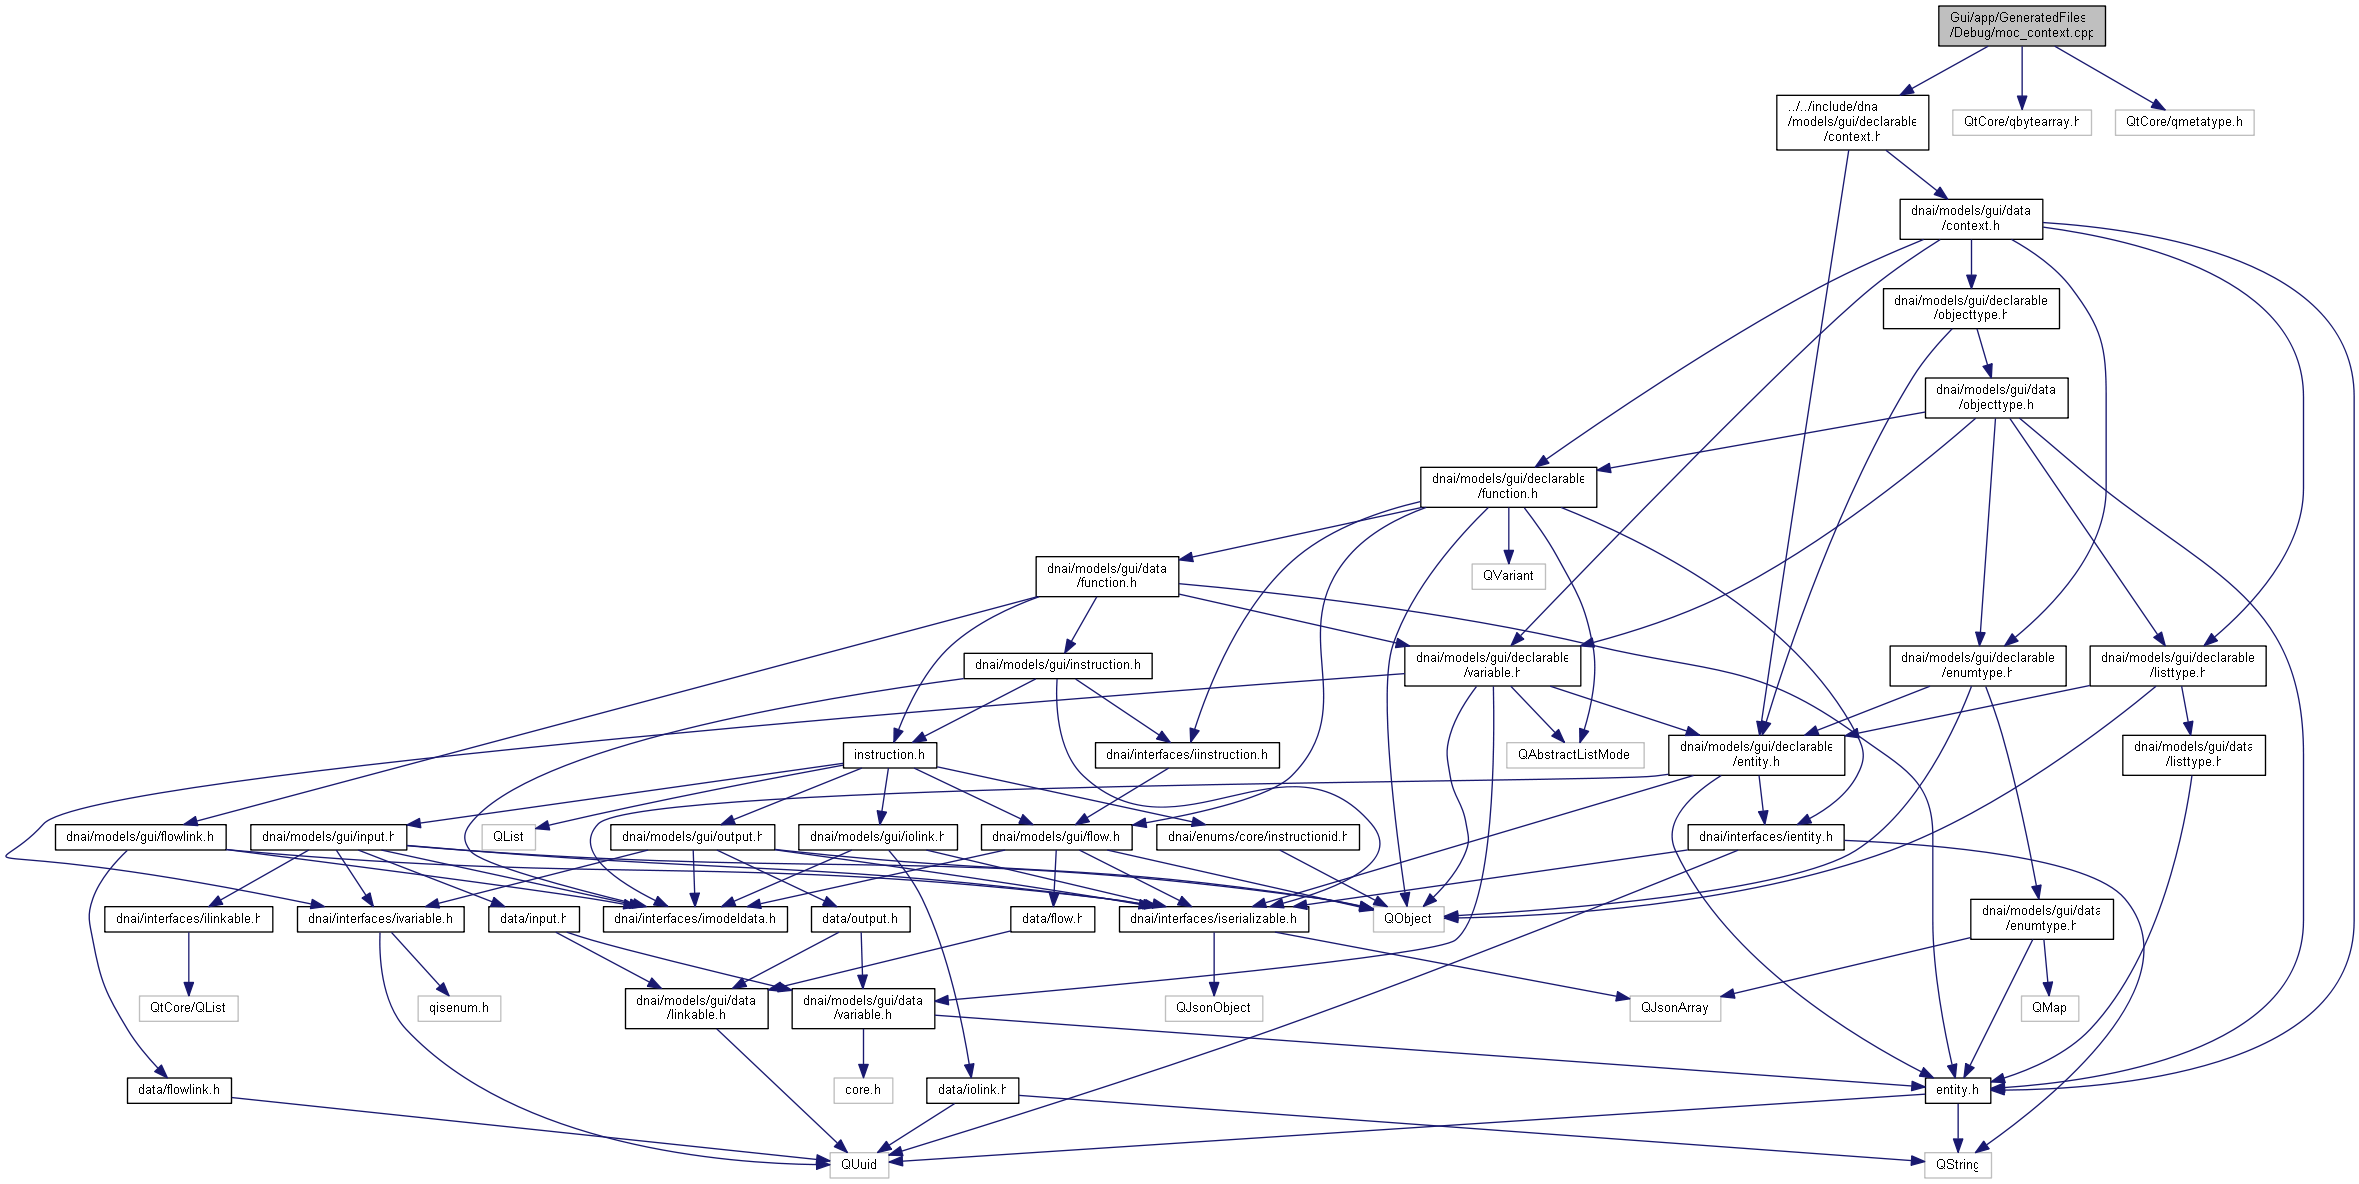 Gui/app/GeneratedFiles
/Debug/moc_context.cpp
../../include/dna
/models/gui/declarable
/context.h
QtCore/qbytearray.h
QtCore/qmetatype.h
dnai/models/gui/data
/context.h
dnai/models/gui/declarable
/objecttype.h
dnai/models/gui/data
/objecttype.h
dnai/models/gui/declarable
/function.h
dnai/models/gui/data
/function.h
QVariant
dnai/models/gui/instruction.h
dnai/models/gui/declarable
/variable.h
dnai/models/gui/declarable
/enumtype.h
dnai/models/gui/declarable
/listtype.h
instruction.h
dnai/interfaces/iinstruction.h
QAbstractListMode
dnai/models/gui/declarable
/entity.h
dnai/models/gui/data
/listtype.h
dnai/models/gui/flowlink.h
dnai/models/gui/input.h
QList
dnai/models/gui/output.h
dnai/models/gui/iolink.h
dnai/models/gui/flow.h
dnai/enums/core/instructionid.h
dnai/interfaces/ientity.h
dnai/interfaces/ilinkable.h
dnai/interfaces/ivariable.h
data/input.h
dnai/interfaces/imodeldata.h
data/output.h
data/flow.h
dnai/interfaces/iserializable.h
QObject
dnai/models/gui/data
/enumtype.h
QtCore/QList
qisenum.h
dnai/models/gui/data
/linkable.h
dnai/models/gui/data
/variable.h
QJsonObject
QJsonArray
QMap
data/flowlink.h
core.h
data/iolink.h
entity.h
QUuid
QString